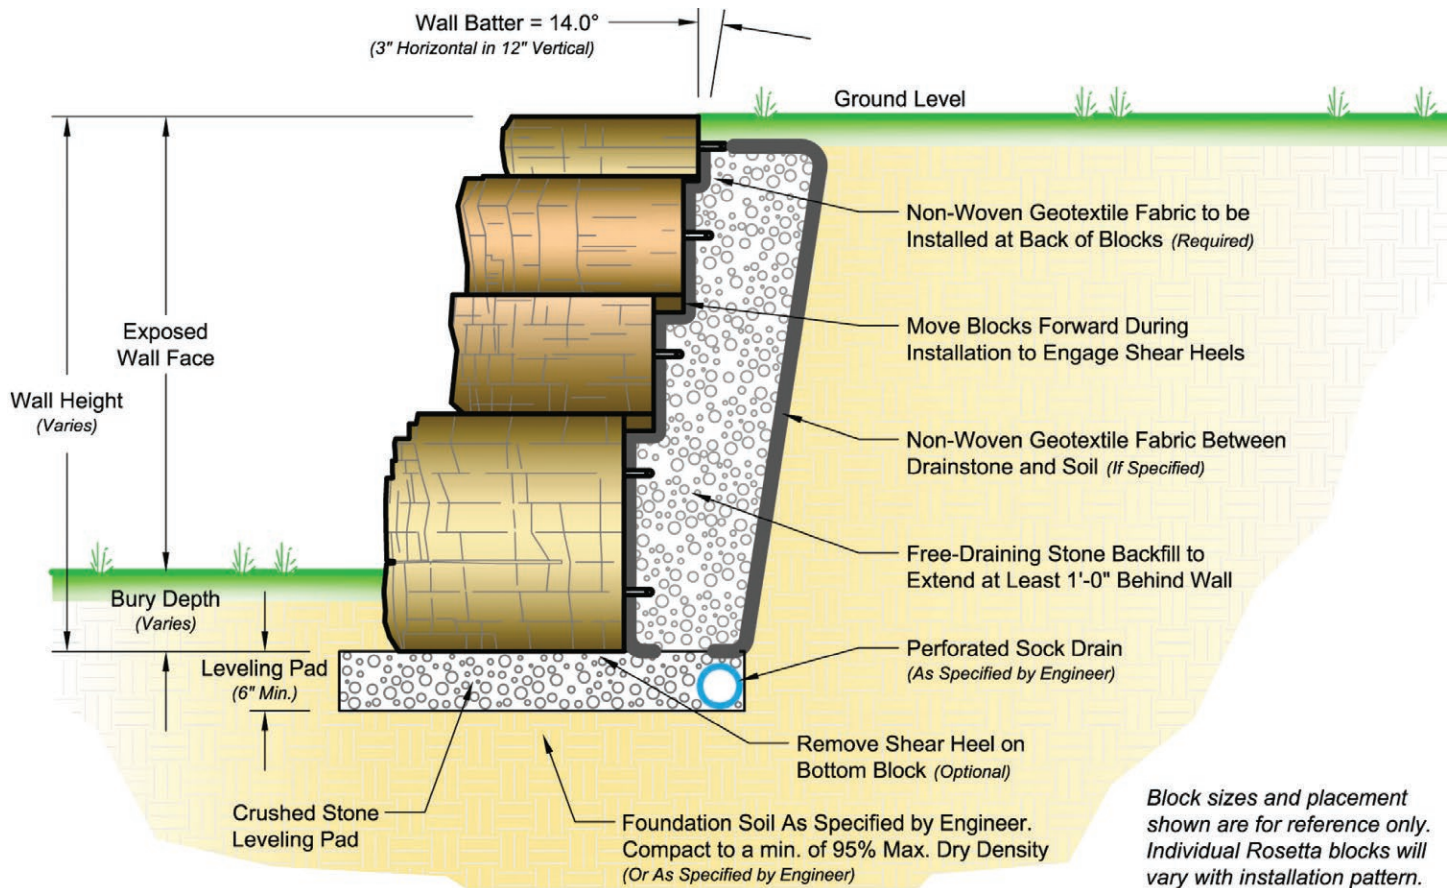 Wall Batter = 14.0°
(3" Horizontal in 12" Vertical)
Ground Level
Non-Woven Geotextile Fabric to be
Installed at Back of Blocks (Required)
Exposed
Wall Face
Move Blocks Forward During
Installation to Engage Shear Heels
Wall Height
(Varies)
Non-Woven Geotextile Fabric Between
Drainstone and Soil (If Specified)
Free-Draining Stone Backfill to
Extend at Least 1'-0" Behind Wall
Bury Depth
(Varies)
Leveling Pad
(6" Min.)
Perforated Sock Drain
(As Specified by Engineer)
Remove Shear Heel on
Bottom Block (Optional)
Crushed Stone
Leveling Pad
Foundation Soil As Specified by Engineer.
Compact to a min. of 95% Max. Dry Density
(Or As Specified by Engineer)
Block sizes and placement
shown are for reference only.
Individual Rosetta blocks will
vary with installation pattern.